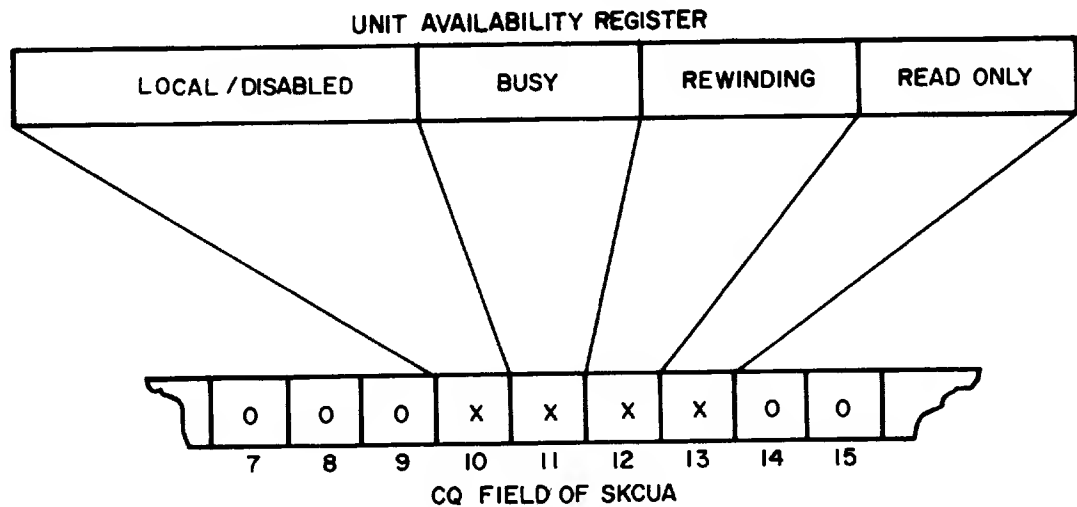 UNIT AVAILABILITY REGISTER
LOCAL / DISABLED BUSY REWINDING READ ONLY
0 0 0 X X X X 0 0
7 8 9 10 11 12 13 14 15
CQ FIELD OF SKCUA